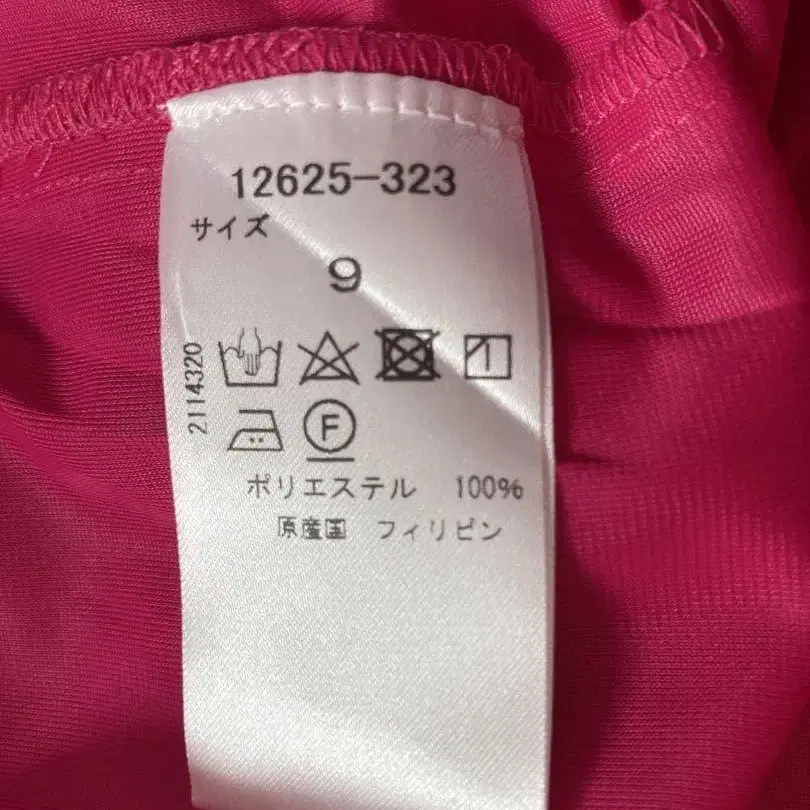 12625-323
サイズ
9
2114320
F
ポリエステル 100%
原産国 フィリピン